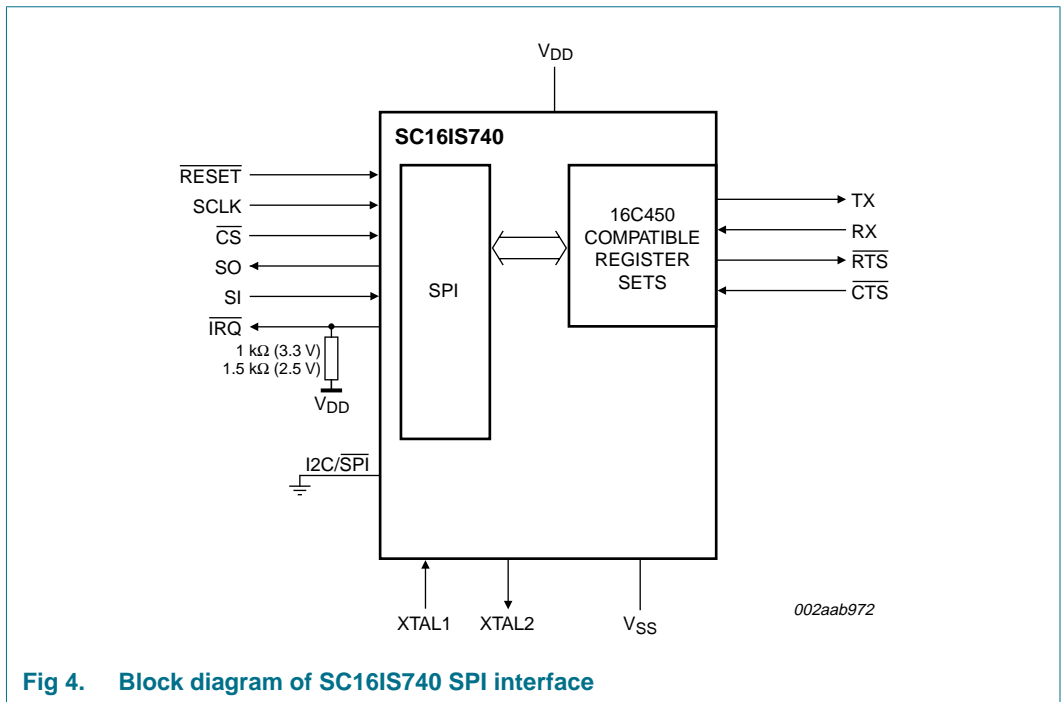 VDD
SC16IS740
RESET
SCLK
CS
SO
SI
IRQ
1 kΩ (3.3 V)
1.5 kΩ (2.5 V)
VDD
I2C/SPI
SPI
16C450
COMPATIBLE
REGISTER
SETS
TX
RX
RTS
CTS
XTAL1
XTAL2
VSS
002aab972
Fig 4. Block diagram of SC16IS740 SPI interface